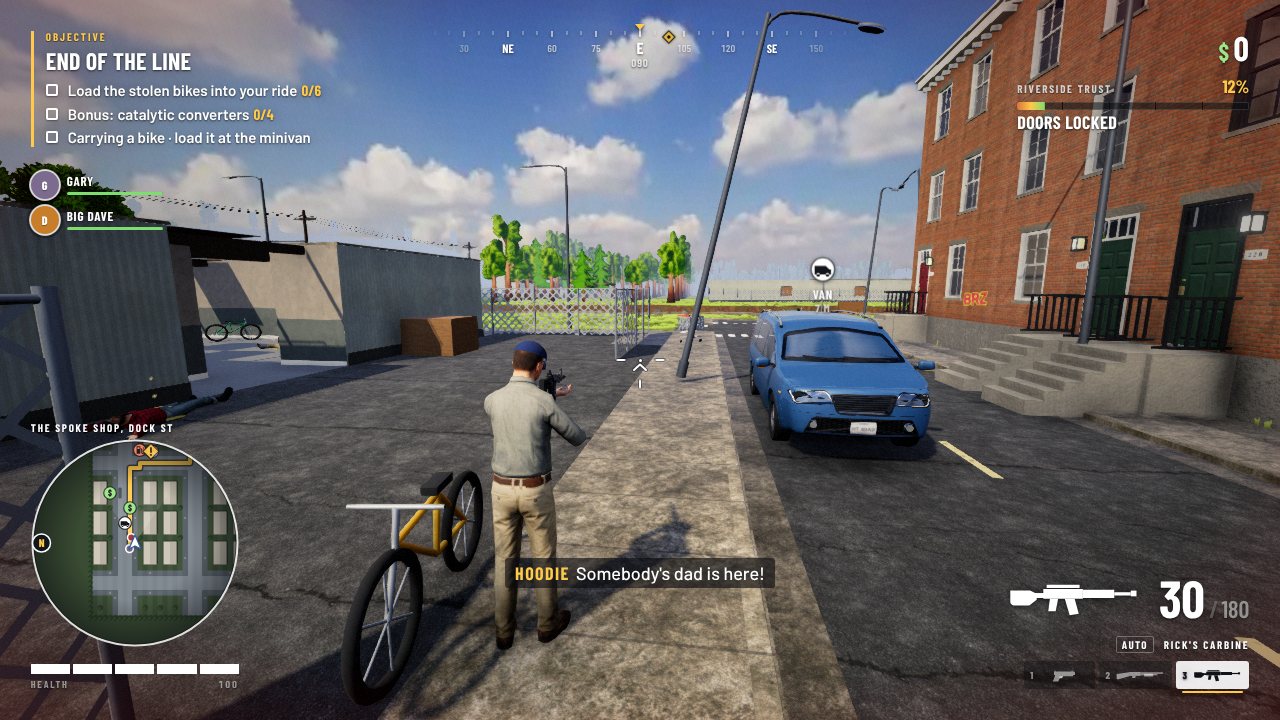 OBJECTIVE
END OF THE LINE
Load the stolen bikes into your ride 0/6
Bonus: catalytic converters 0/4
Carrying a bike · load it at the minivan
G GARY
D BIG DAVE
30 NE 60 75 E 105 120 SE 150
090
$0
RIVERSIDE TRUST 12%
DOORS LOCKED
VAN
BRZ
228
THE SPOKE SHOP, DOCK ST
$
$
N
HOODIE Somebody's dad is here!
HEALTH 100
30 / 180
AUTO RICK'S CARBINE
1 2 3